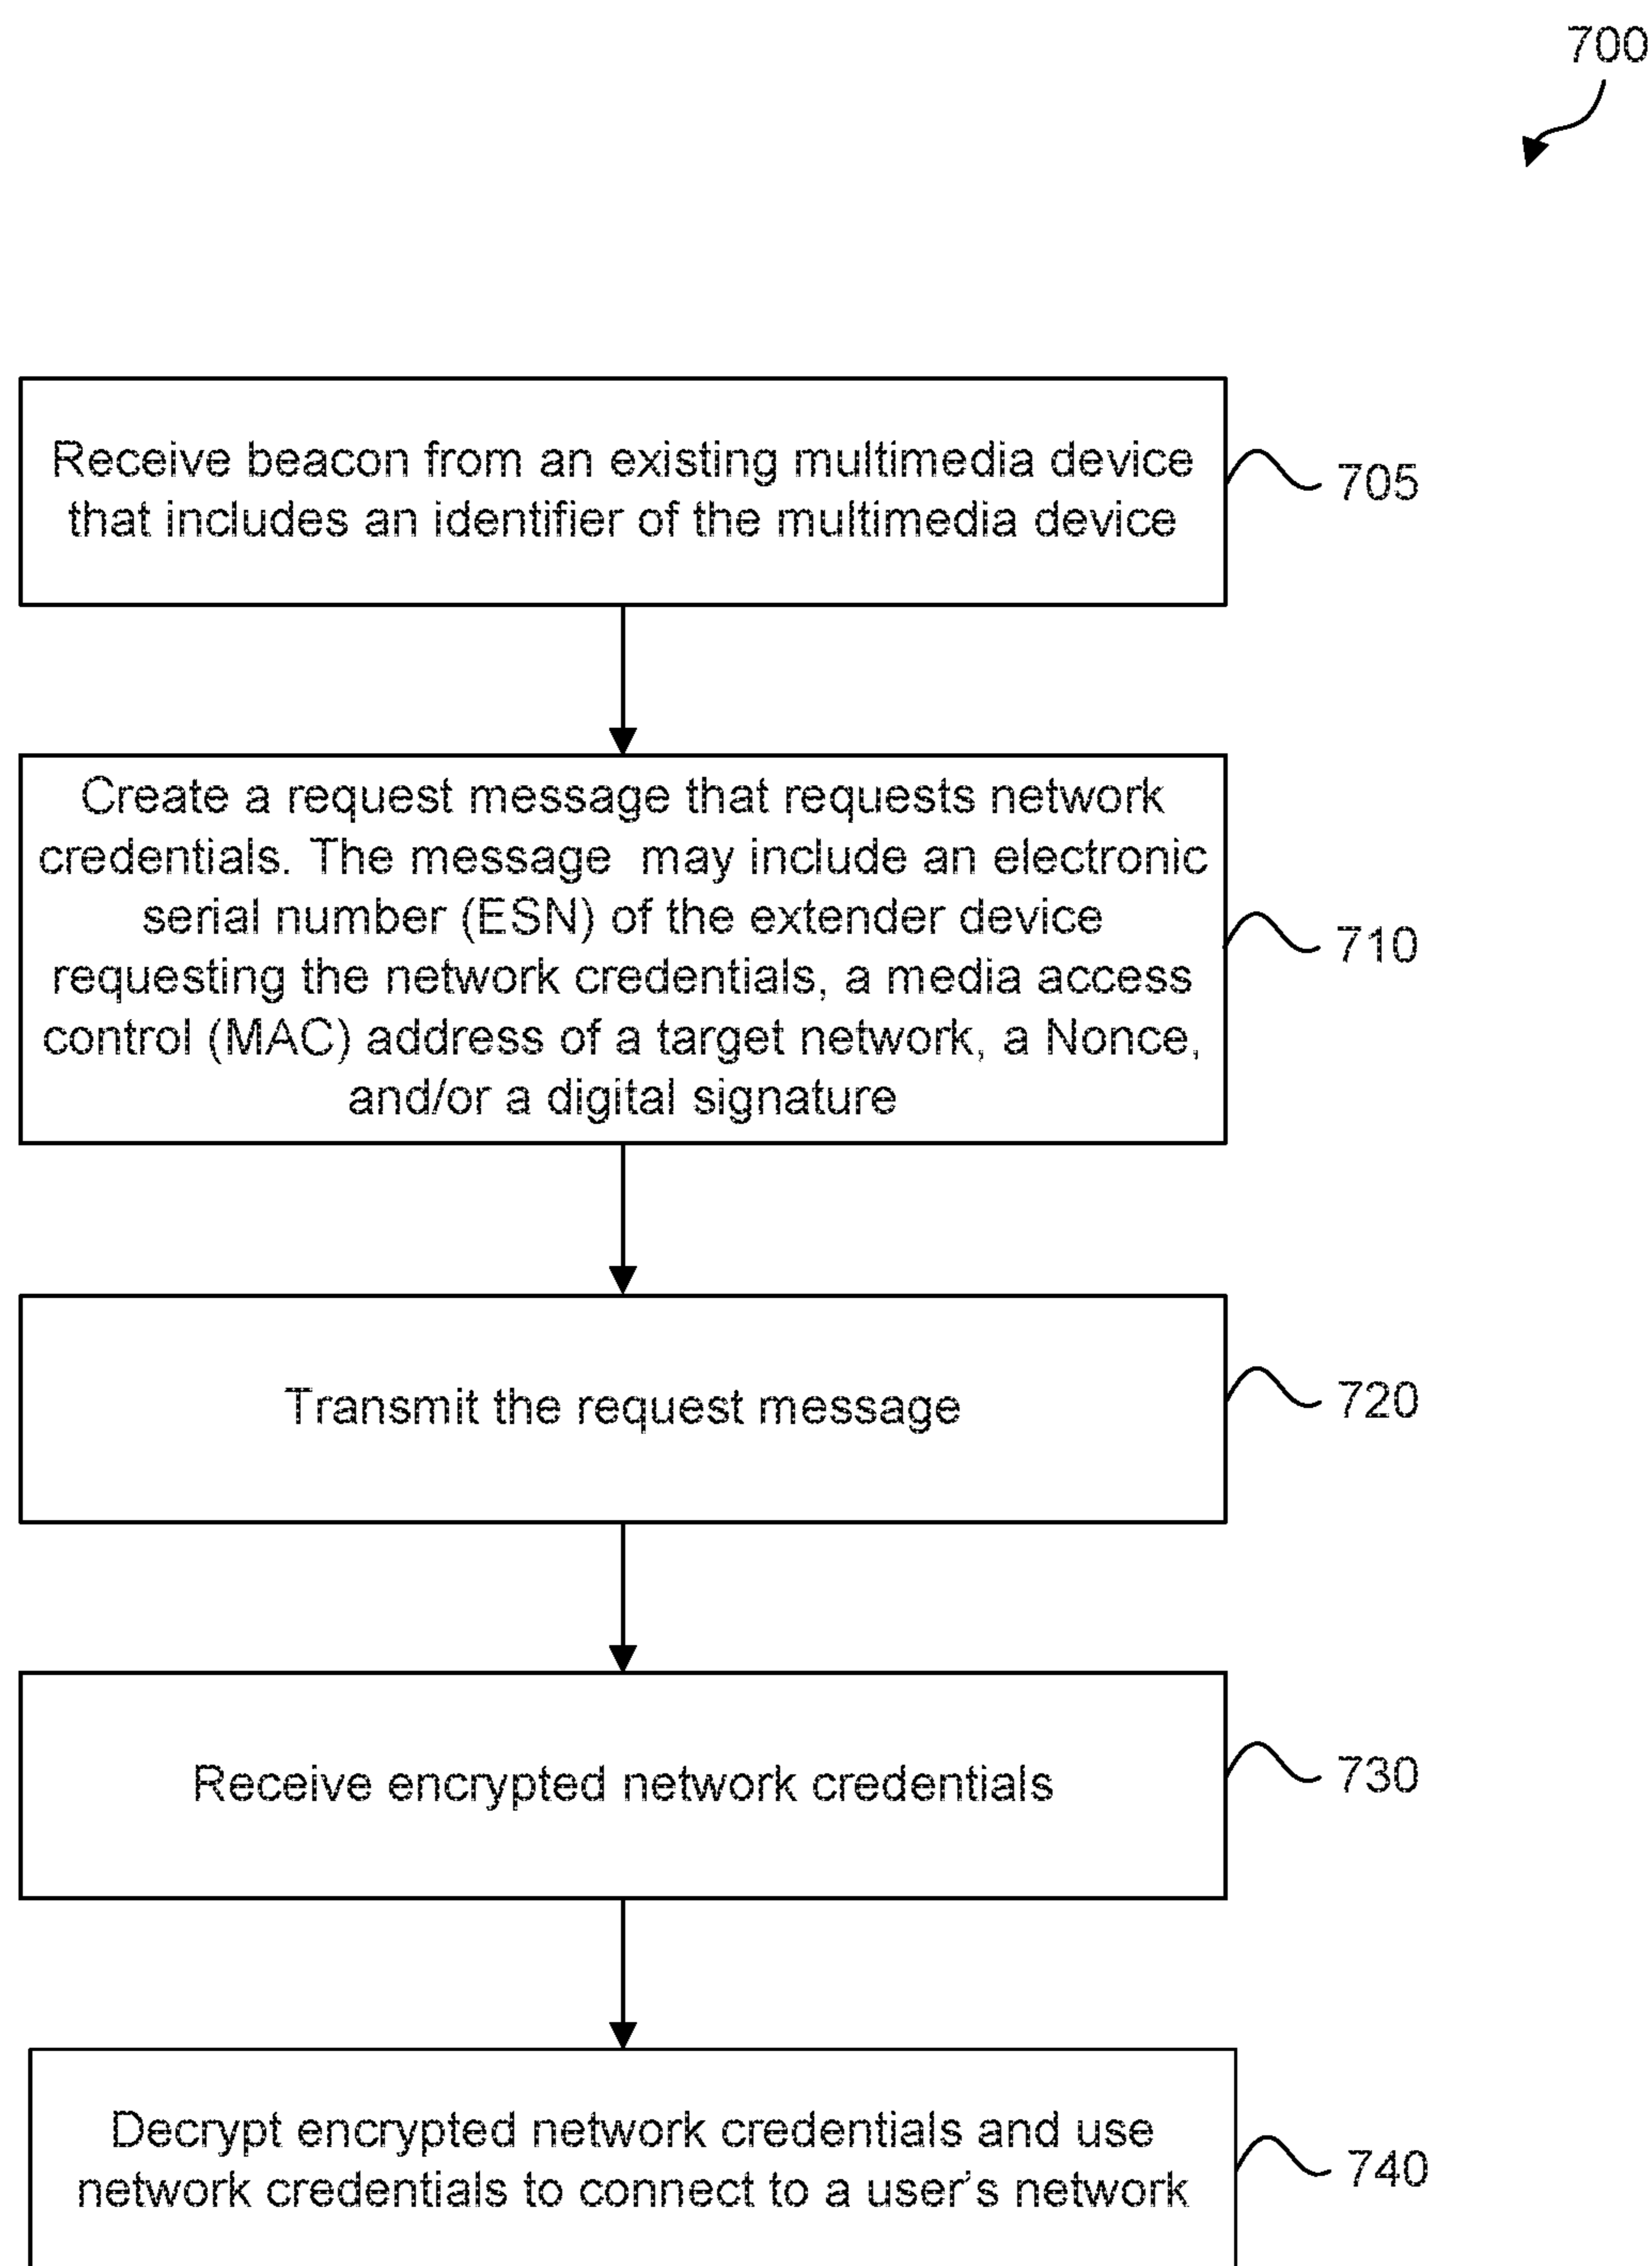 700
Receive beacon from an existing multimedia device
that includes an identifier of the multimedia device
705
Create a request message that requests network
credentials. The message may include an electronic
serial number (ESN) of the extender device
requesting the network credentials, a media access
control (MAC) address of a target network, a Nonce,
and/or a digital signature
710
Transmit the request message
720
Receive encrypted network credentials
730
Decrypt encrypted network credentials and use
network credentials to connect to a user's network
740